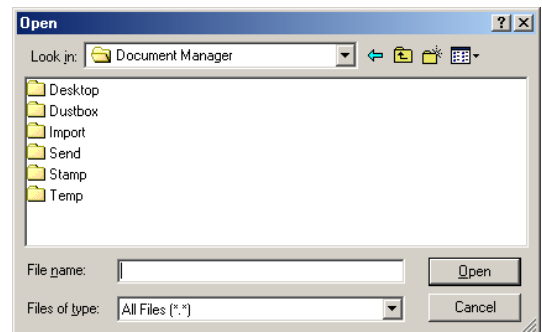 Open
Look in: Document Manager
Desktop
Dustbox
Import
Send
Stamp
Temp
File name:
Open
Files of type: All Files (*.*)
Cancel